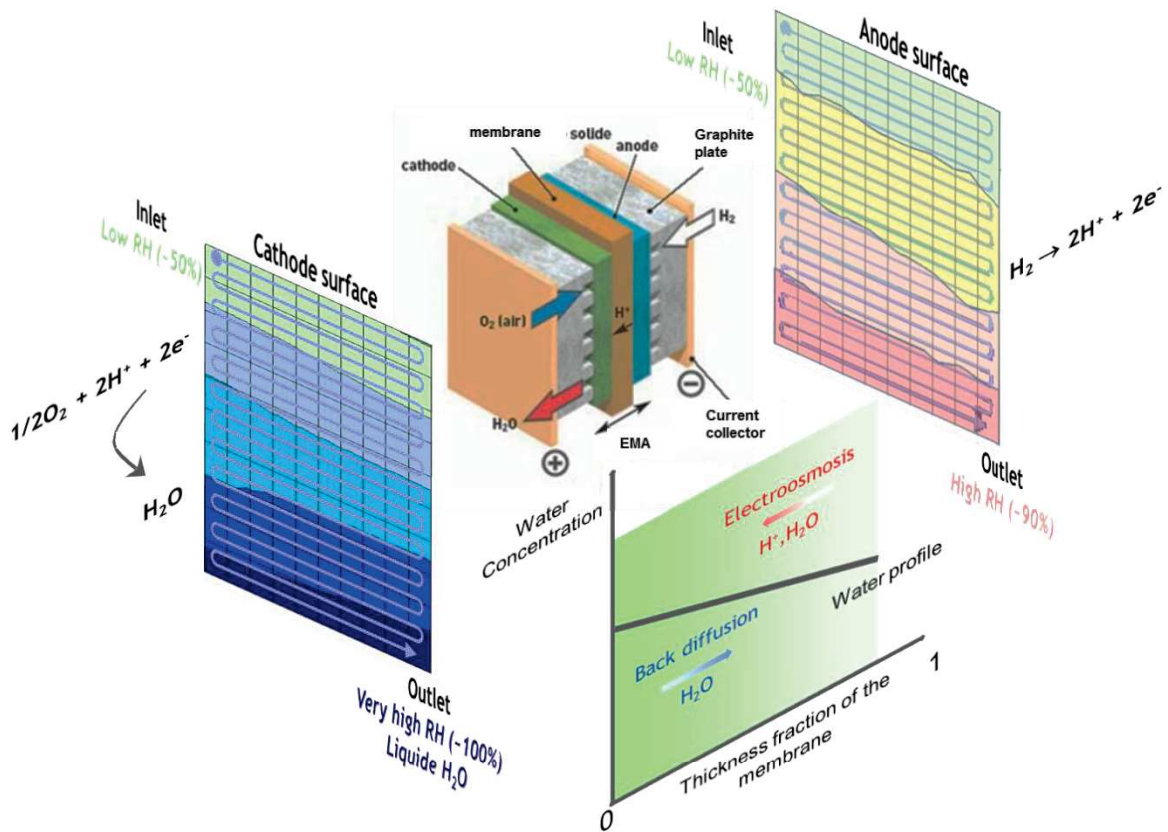 Inlet
Low RH (~50%)
Anode surface
H₂ → 2H⁺ + 2e⁻
Outlet
High RH (~90%)
membrane
solide
anode
Graphite
plate
cathode
H₂
O₂ (air)
H⁺
H₂O
EMA
Current
collector
⊕
⊖
Inlet
Low RH (~50%)
Cathode surface
1/2O₂ + 2H⁺ + 2e⁻
H₂O
Outlet
Very high RH (~100%)
Liquide H₂O
Water
Concentration
Electroosmosis
H⁺,H₂O
Water profile
Back diffusion
H₂O
Thickness fraction of the
membrane
0
1